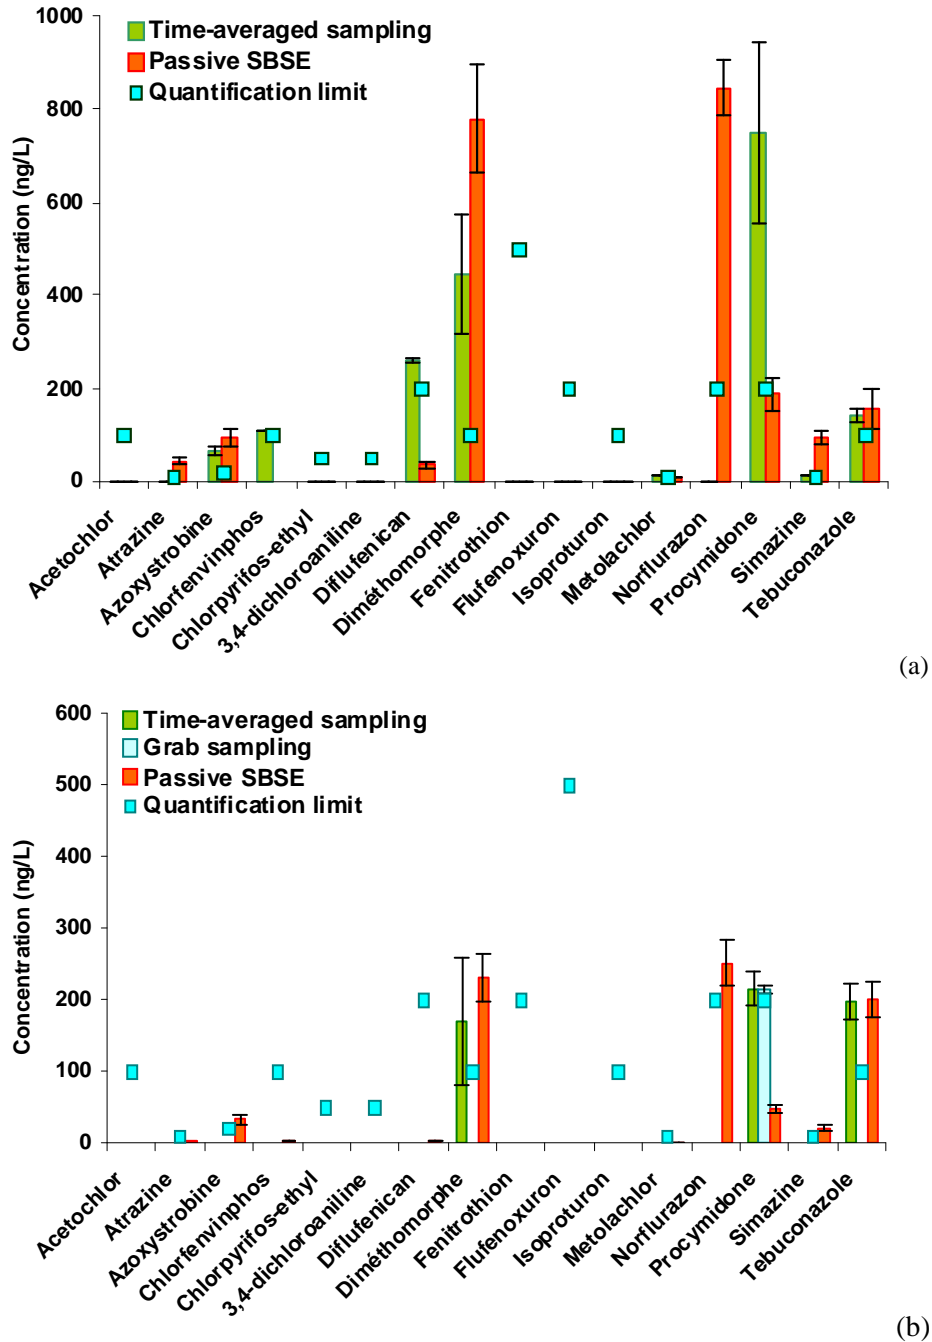 1000
800
600
400
200
0
Concentration (ng/L)
Time-averaged sampling
Passive SBSE
Quantification limit
Acetochlor
Atrazine
Azoxystrobine
Chlorfenvinphos
Chlorpyrifos-ethyl
3,4-dichloroaniline
Diflufenican
Diméthomorphe
Fenitrothion
Flufenoxuron
Isoproturon
Metolachlor
Norflurazon
Procymidone
Simazine
Tebuconazole
(a)
600
500
400
300
200
100
0
Concentration (ng/L)
Time-averaged sampling
Grab sampling
Passive SBSE
Quantification limit
Acetochlor
Atrazine
Azoxystrobine
Chlorfenvinphos
Chlorpyrifos-ethyl
3,4-dichloroaniline
Diflufenican
Diméthomorphe
Fenitrothion
Flufenoxuron
Isoproturon
Metolachlor
Norflurazon
Procymidone
Simazine
Tebuconazole
(b)